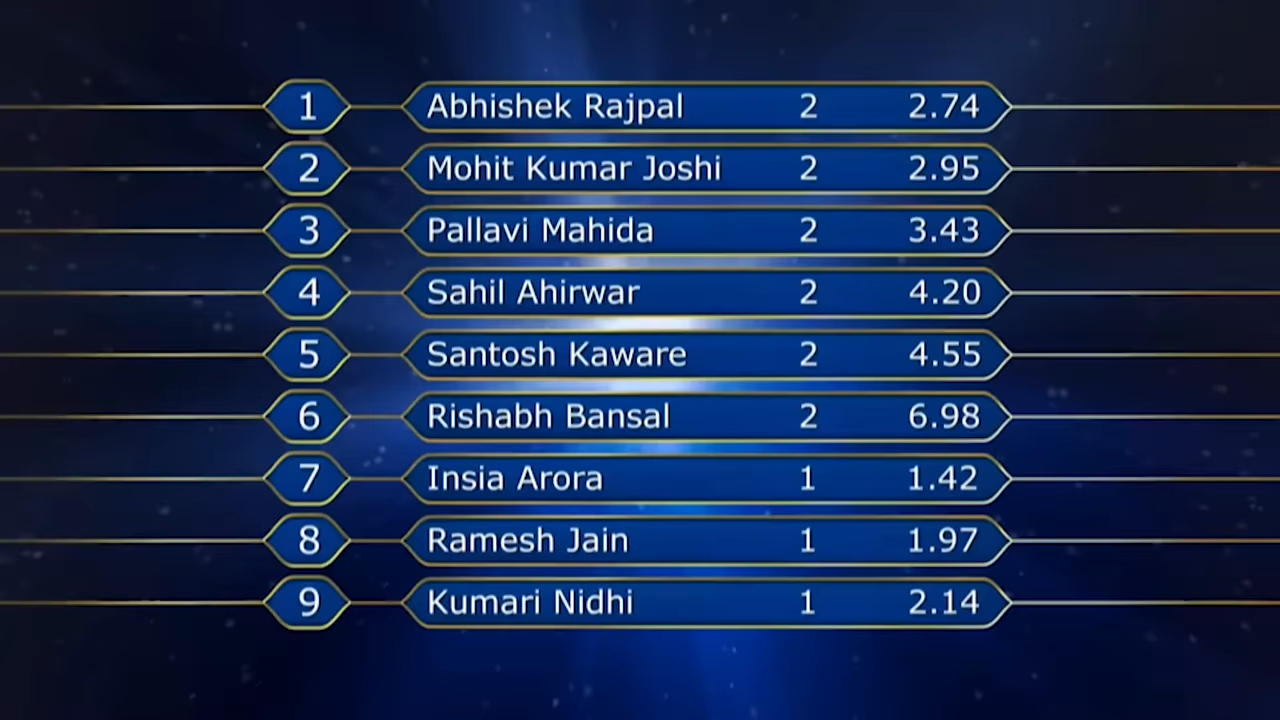 1 Abhishek Rajpal 2 2.74
2 Mohit Kumar Joshi 2 2.95
3 Pallavi Mahida 2 3.43
4 Sahil Ahirwar 2 4.20
5 Santosh Kaware 2 4.55
6 Rishabh Bansal 2 6.98
7 Insia Arora 1 1.42
8 Ramesh Jain 1 1.97
9 Kumari Nidhi 1 2.14